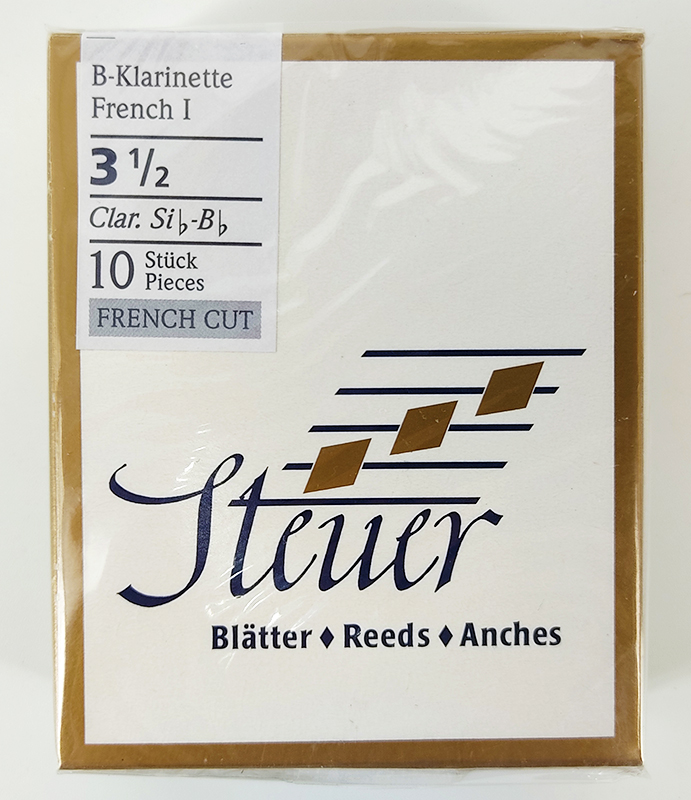 B-Klarinette
French I
3 ½
Clar. Si♭-B♭
10 Stück
Pieces
FRENCH CUT
Steuer
Blätter ♦ Reeds ♦ Anches